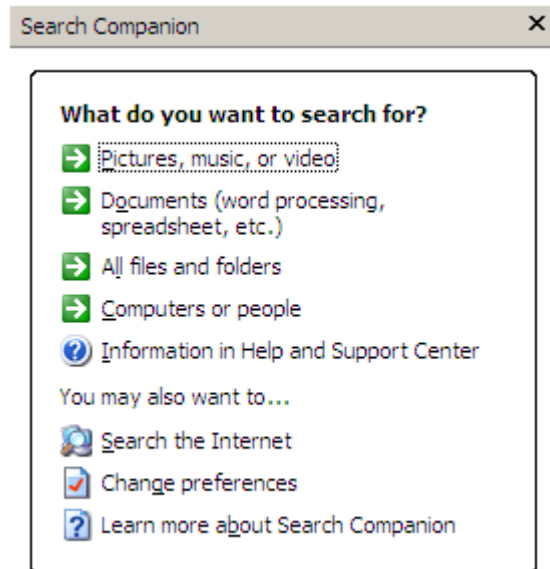 Search Companion
What do you want to search for?
Pictures, music, or video
Documents (word processing,
spreadsheet, etc.)
All files and folders
Computers or people
Information in Help and Support Center
You may also want to...
Search the Internet
Change preferences
Learn more about Search Companion